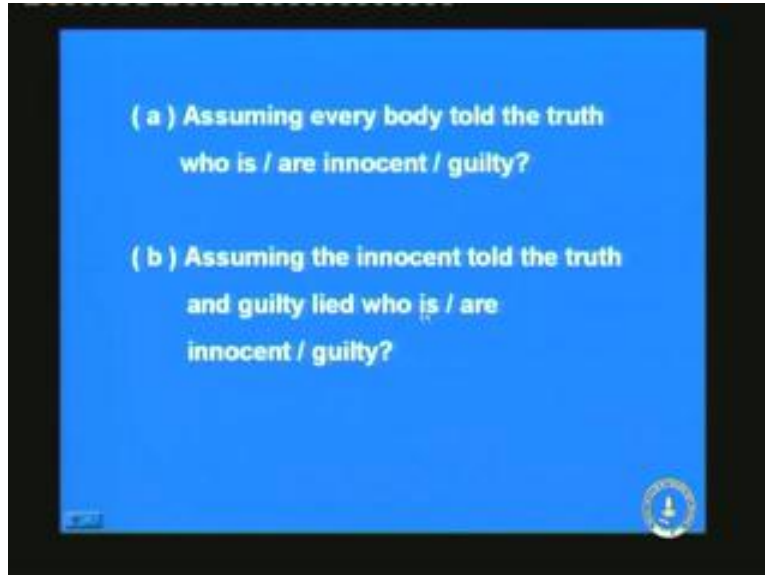 ( a ) Assuming every body told the truth
who is / are innocent / guilty?
( b ) Assuming the innocent told the truth
and guilty lied who is / are
innocent / guilty?